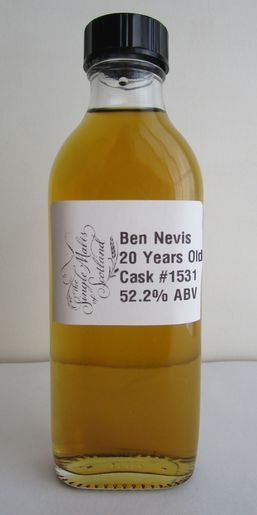 The
Single Malts
of Scotland
Ben Nevis
20 Years Old
Cask #1531
52.2% ABV